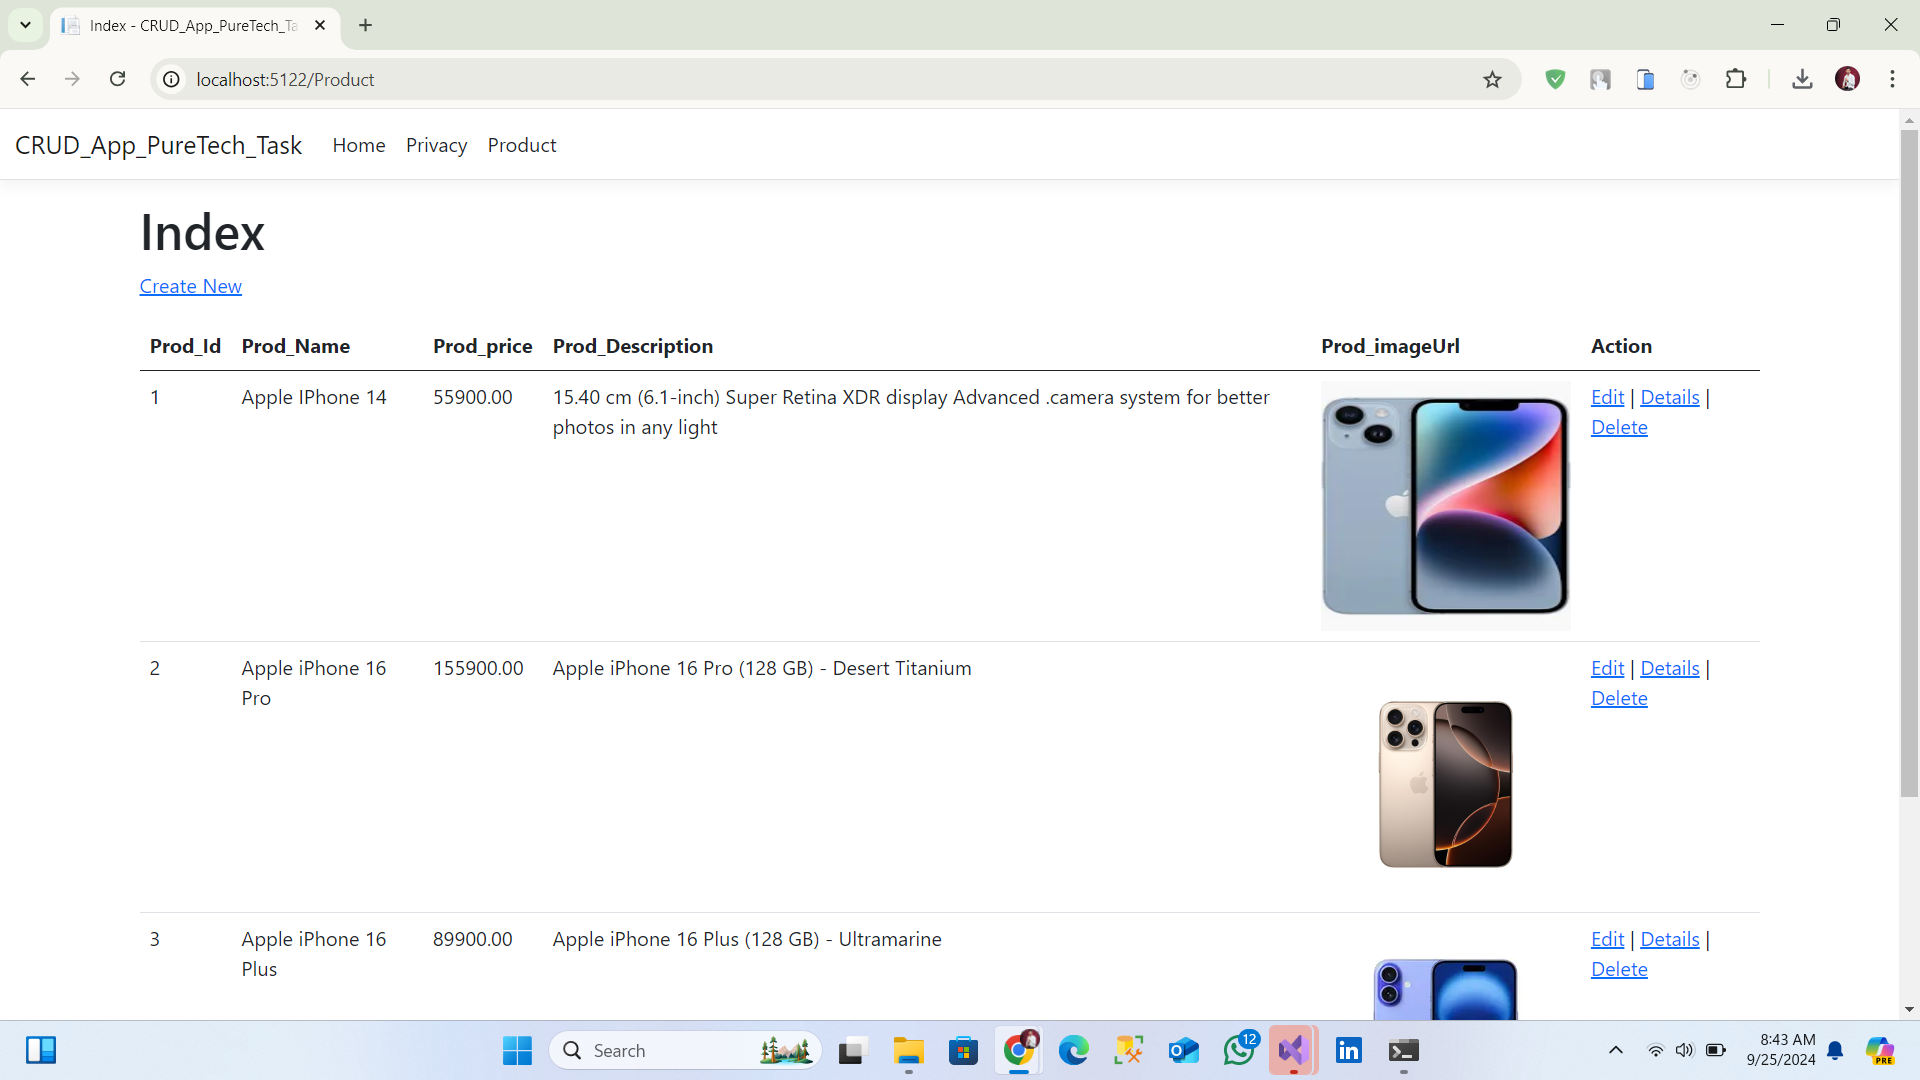 Index - CRUD_App_PureTech_Ta
localhost:5122/Product
CRUD_App_PureTech_Task Home Privacy Product
Index
Create New
Prod_Id Prod_Name Prod_price Prod_Description Prod_imageUrl Action
1 Apple IPhone 14 55900.00 15.40 cm (6.1-inch) Super Retina XDR display Advanced .camera system for better Edit | Details |
photos in any light Delete
2 Apple iPhone 16 155900.00 Apple iPhone 16 Pro (128 GB) - Desert Titanium Edit | Details |
Pro Delete
3 Apple iPhone 16 89900.00 Apple iPhone 16 Plus (128 GB) - Ultramarine Edit | Details |
Plus Delete
Search 12 8:43 AM
9/25/2024 PRE